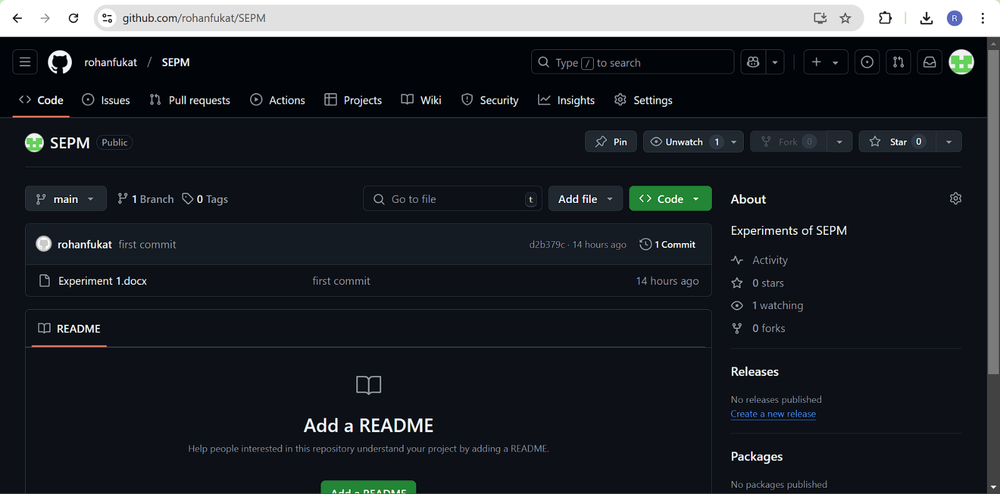 github.com/rohanfukat/SEPM
R
rohanfukat / SEPM
Type / to search
Code Issues Pull requests Actions Projects Wiki Security Insights Settings
SEPM Public
Pin Unwatch 1 Fork 0 Star 0
main 1 Branch 0 Tags Go to file t Add file Code
About
Experiments of SEPM
rohanfukat first commit d2b379c · 14 hours ago 1 Commit
Experiment 1.docx first commit 14 hours ago
Activity
0 stars
1 watching
0 forks
README
Add a README
Help people interested in this repository understand your project by adding a README.
Add a README
Releases
No releases published
Create a new release
Packages
No packages published